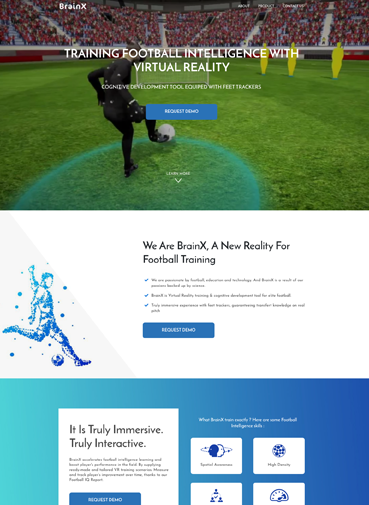 BrainX
ABOUT PRODUCT CONTACT US
TRAINING FOOTBALL INTELLIGENCE WITH
VIRTUAL REALITY
COGNITIVE DEVELOPMENT TOOL EQUIPED WITH FEET TRACKERS
REQUEST DEMO
LEARN MORE
We Are BrainX, A New Reality For
Football Training
We are passionate by football, education and technology. And BrainX is a result of our
passions backed up by science.
BrainX is Virtual Reality training & cognitive development tool for elite football.
Truly immersive experience with feet trackers, guaranteeing transfert knowledge on real
pitch
REQUEST DEMO
It Is Truly Immersive.
Truly Interactive.
BrainX accelerates football intelligence learning and
boost player's performance in the field. By supplying
ready-made and tailored VR training scenarios. Measure
and track player's improvement over time, thanks to our
Football IQ Report.
REQUEST DEMO
What BrainX train exactly ? Here are some Football
Intelligence skills :
Spatial Awareness
High Density